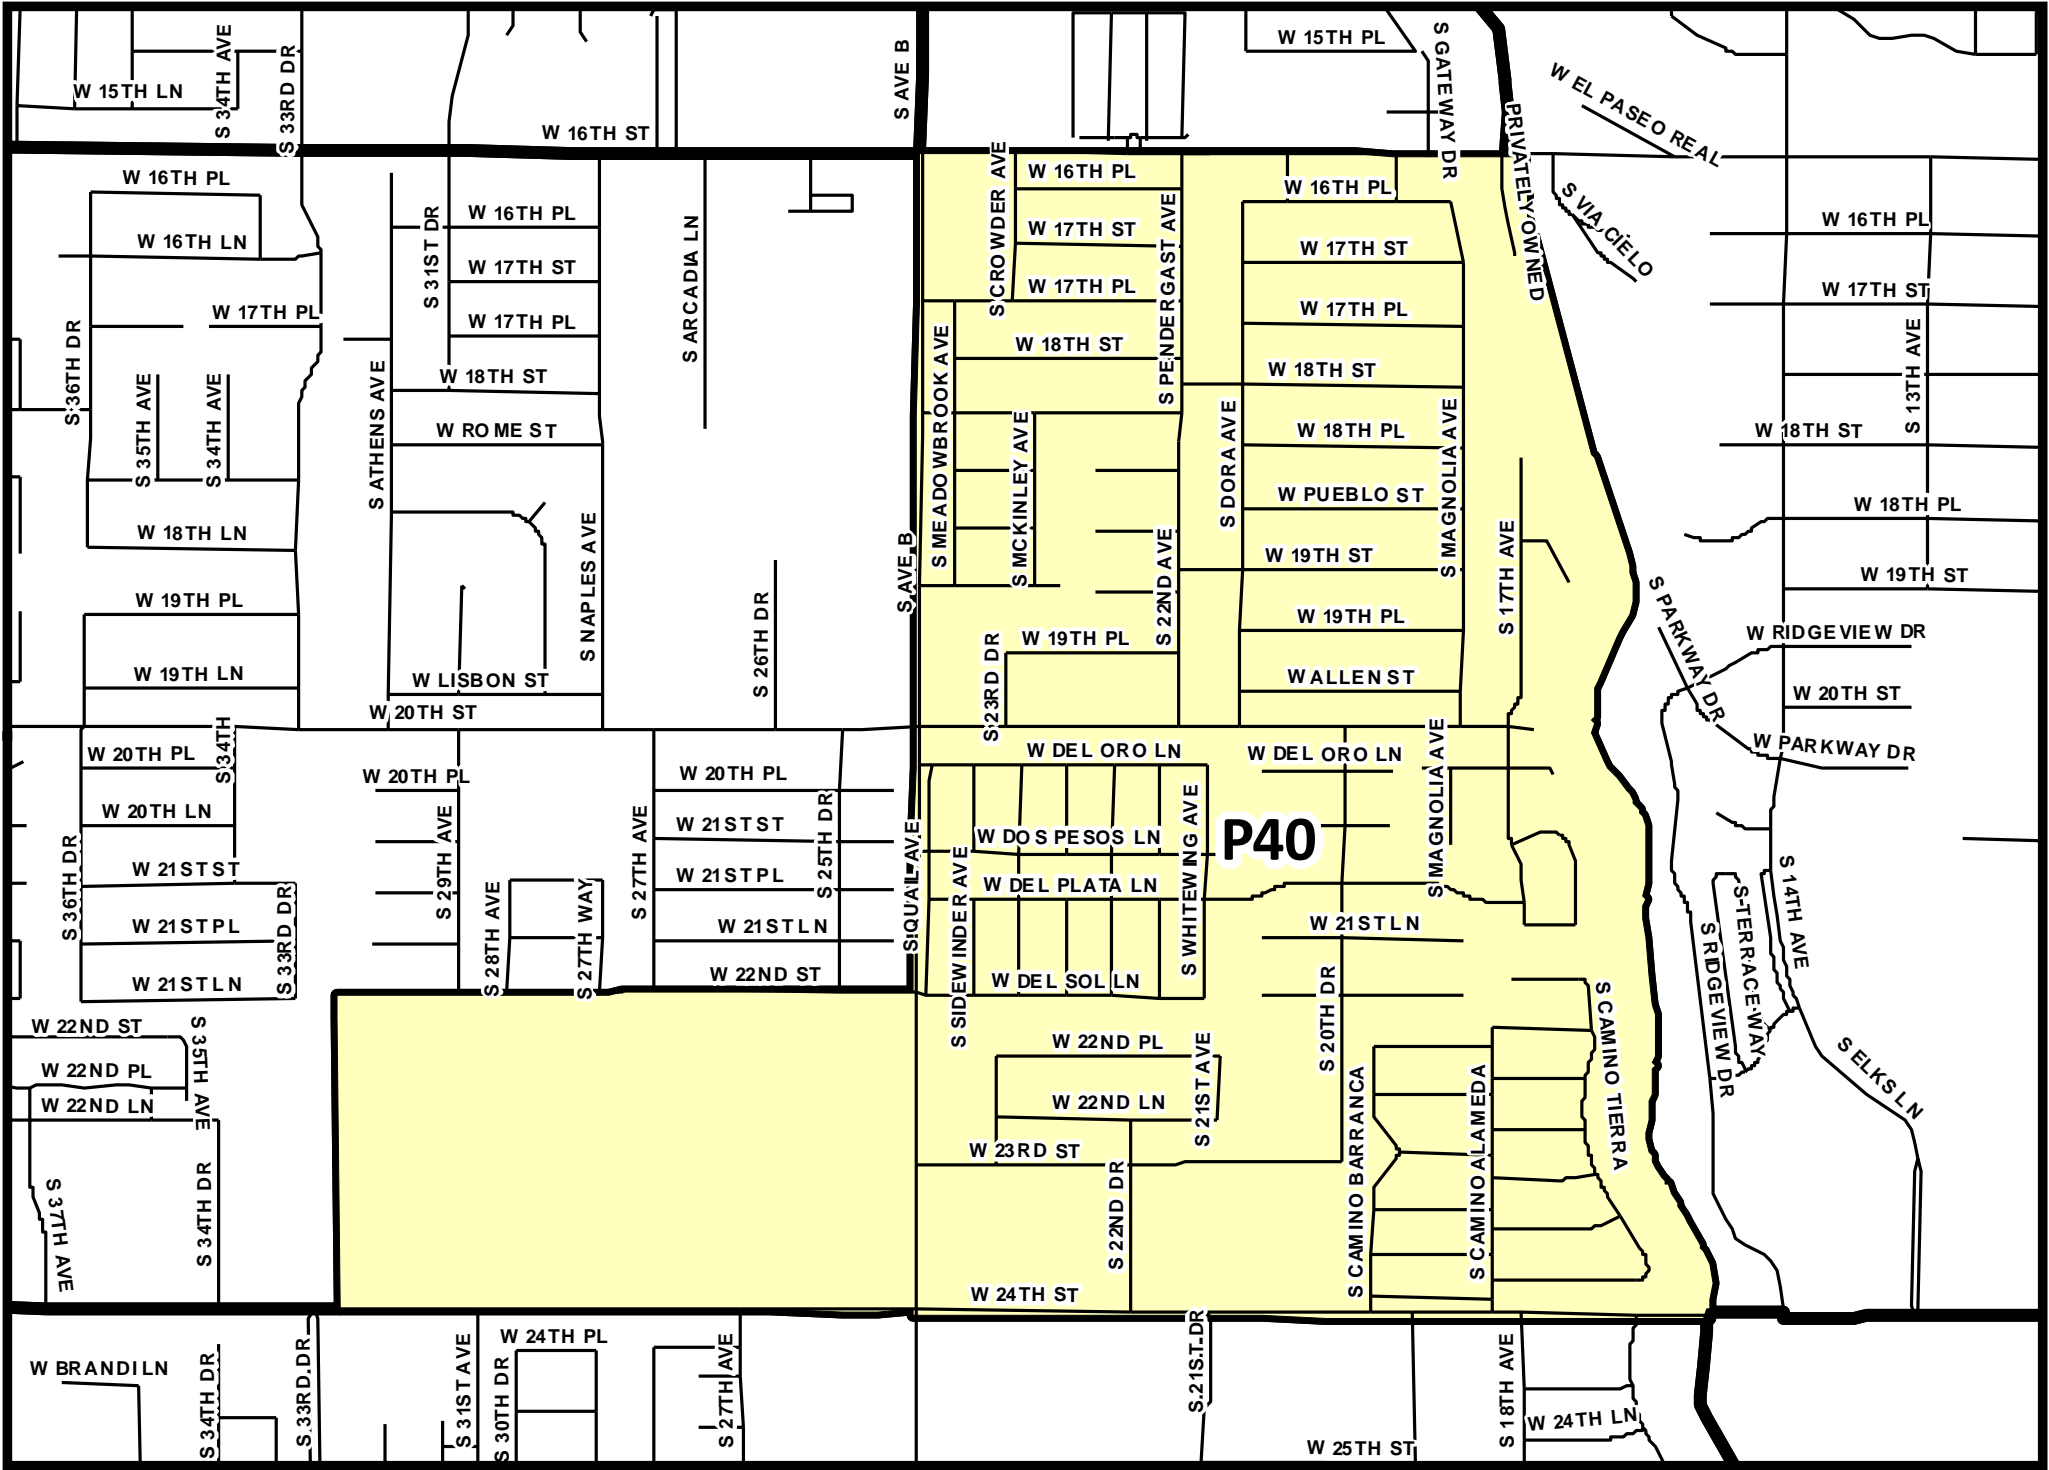 W 15TH PL
S GATEWAY DR
S AVE B
S 34TH AVE
S 33RD DR
W 15TH LN
W EL PASEO REAL
W 16TH ST
PRIVATELY OWNED
S CROWDER AVE
W 16TH PL
W 16TH PL
W 16TH PL
S VIA CIELO
S 31ST DR
W 16TH PL
S ARCADIA LN
W 17TH ST
S PENDERGAST AVE
W 16TH PL
W 16TH LN
W 17TH ST
W 17TH ST
W 17TH PL
W 17TH ST
W 17TH PL
W 17TH PL
W 17TH PL
S 36TH DR
W 18TH ST
S MEADOWBROOK AVE
S 13TH AVE
W 18TH ST
W 18TH ST
S 35TH AVE
S 34TH AVE
S ATHENS AVE
W ROME ST
S MCKINLEY AVE
S DORA AVE
W 18TH PL
S MAGNOLIA AVE
W 18TH ST
W PUEBLO ST
W 18TH PL
W 18TH LN
S NAPLES AVE
S AVE B
S 22ND AVE
W 19TH ST
S 17TH AVE
W 19TH ST
W 19TH PL
S 26TH DR
W 19TH PL
W 19TH PL
S PARKWAY DR
W RIDGEVIEW DR
S 23RD DR
W 19TH LN
W LISBON ST
W ALLEN ST
W 20TH ST
W 20TH ST
S 34TH
W 20TH PL
W DEL ORO LN
W DEL ORO LN
S MAGNOLIA AVE
W PARKWAY DR
W 20TH PL
W 20TH PL
W 20TH LN
S 29TH AVE
S 27TH AVE
W 21ST ST
S 25TH DR
S QUAIL AVE
W DOS PESOS LN
S WHITEWING AVE
P40
S 36TH DR
W 21ST ST
W 21ST PL
S SIDEWINDER AVE
W DEL PLATA LN
S 14TH AVE
S 33RD DR
S 28TH AVE
S 27TH WAY
W 21ST PL
W 21ST LN
W 21ST LN
S RIDGEVIEW DR
S TERRACE WAY
W 21ST LN
W 22ND ST
W DEL SOL LN
S 20TH DR
S CAMINO TIERRA
W 22ND ST
S 35TH AVE
W 22ND PL
S 21ST AVE
S ELKS LN
W 22ND PL
W 22ND LN
W 22ND LN
S CAMINO BARRANCA
S CAMINO ALAMEDA
W 23RD ST
S 37TH AVE
S 34TH DR
S 22ND DR
W 24TH ST
S 21ST DR
W 24TH PL
W BRANDI LN
S 34TH DR
S 33RD DR
S 31ST AVE
S 30TH DR
S 27TH AVE
S 18TH AVE
W 24TH LN
W 25TH ST